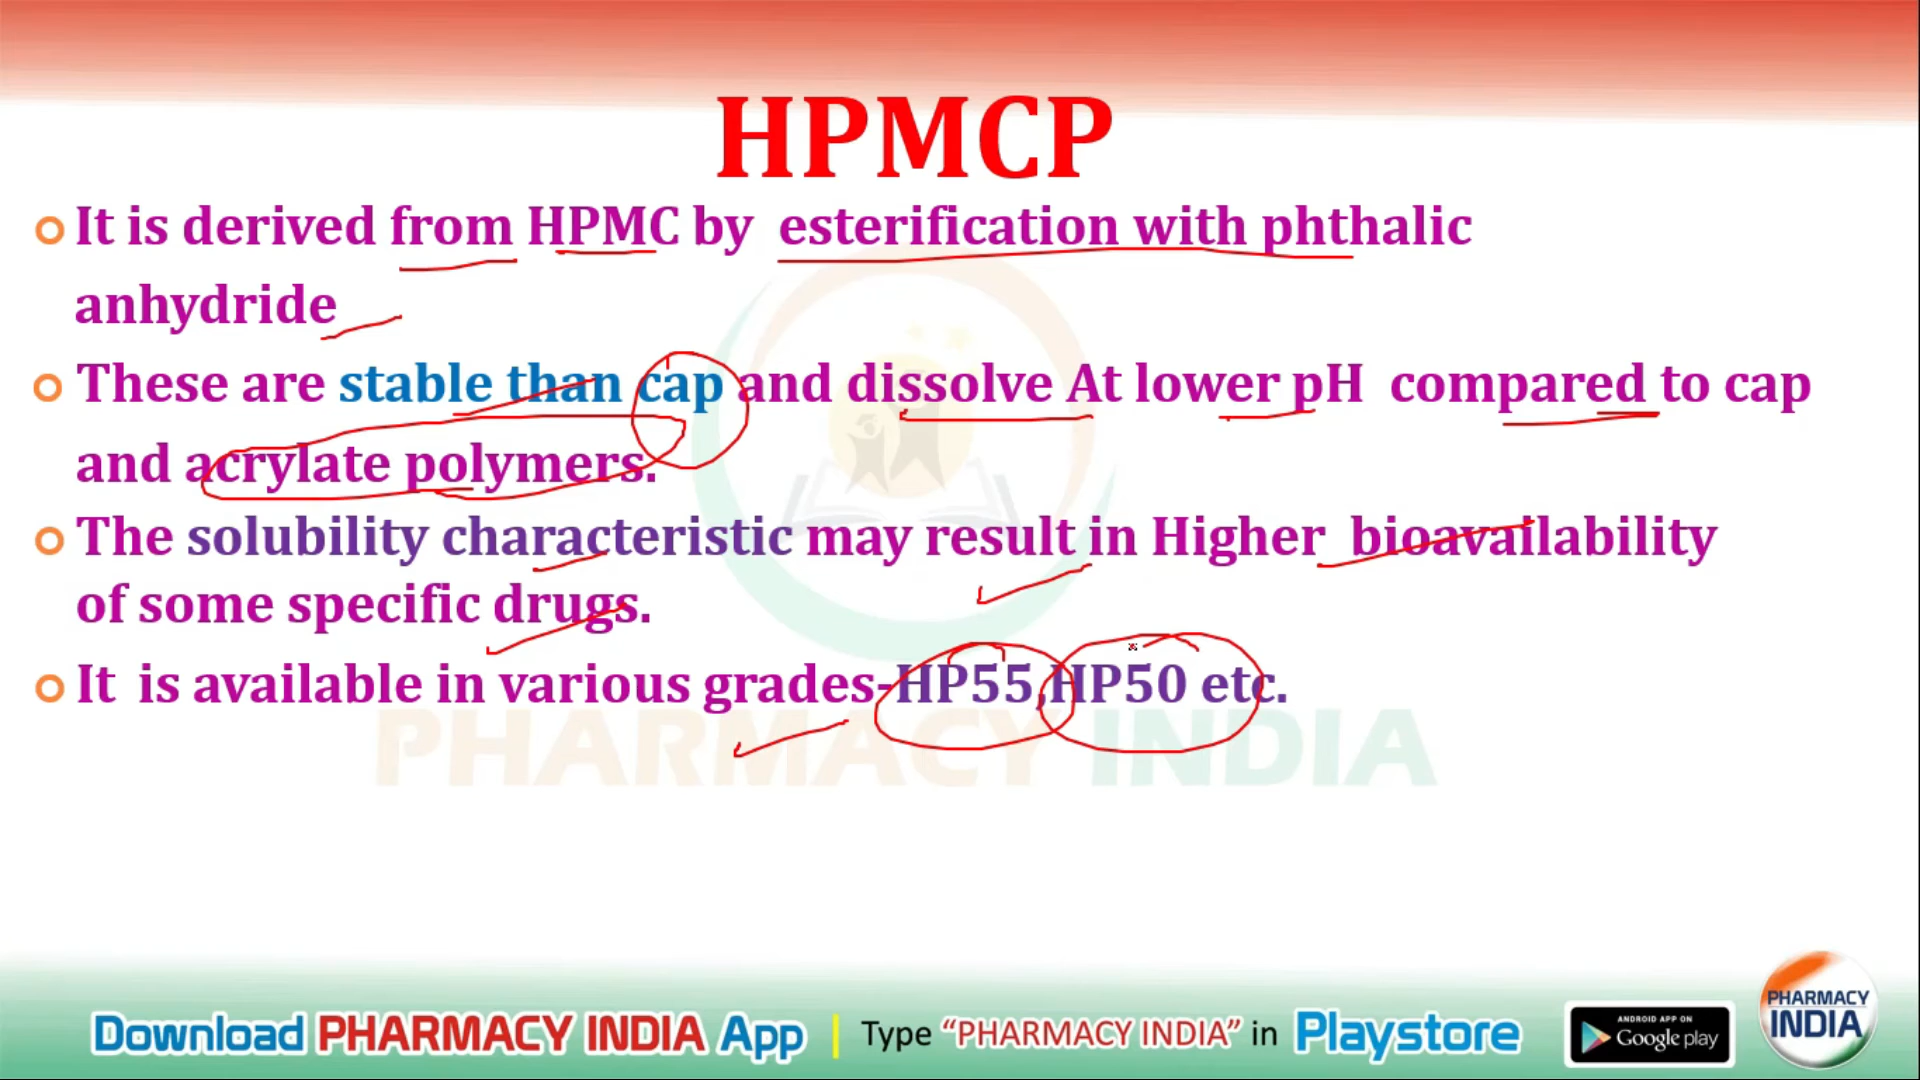 HPMCP
It is derived from HPMC by esterification with phthalic
anhydride
These are stable than cap and dissolve At lower pH compared to cap
and acrylate polymers.
The solubility characteristic may result in Higher bioavailability
of some specific drugs.
It is available in various grades-HP55,HP50 etc.
PHARMACY INDIA
Download PHARMACY INDIA App | Type “PHARMACY INDIA” in Playstore
ANDROID APP ON
Google play
PHARMACY
INDIA